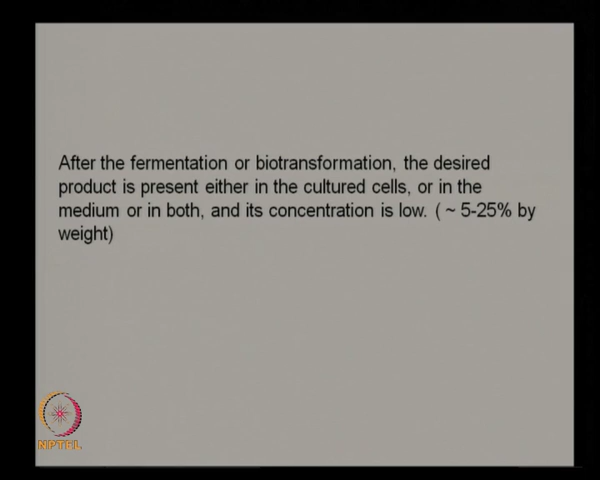 After the fermentation or biotransformation, the desired
product is present either in the cultured cells, or in the
medium or in both, and its concentration is low. ( ~ 5-25% by
weight)
NPTEL